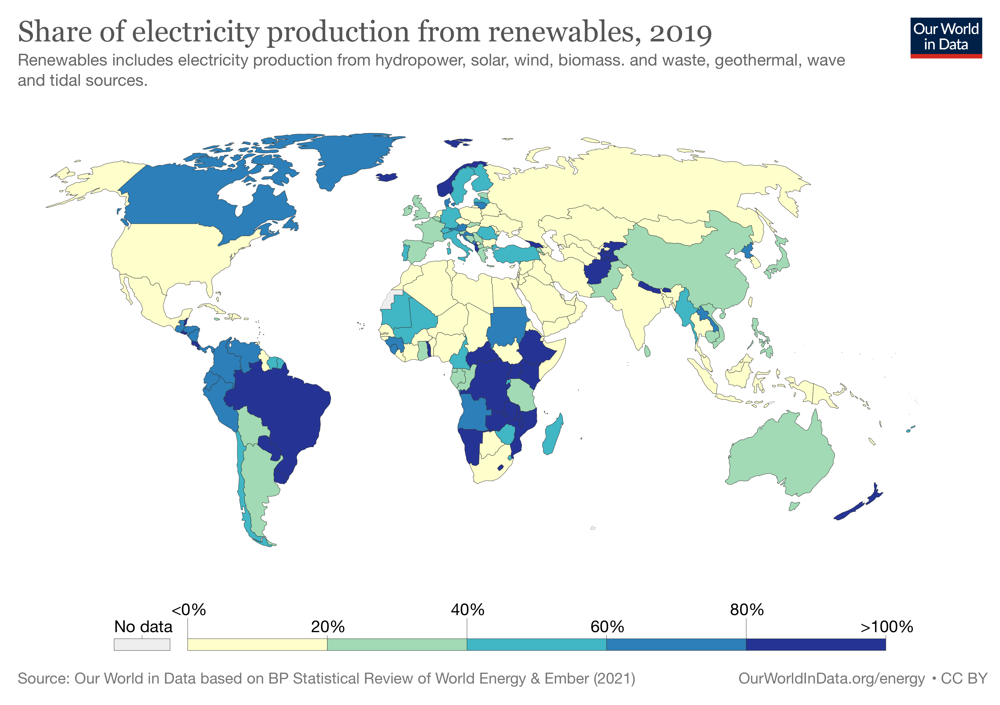 Share of electricity production from renewables, 2019
Our World
in Data
Renewables includes electricity production from hydropower, solar, wind, biomass. and waste, geothermal, wave
and tidal sources.
<0%
40%
80%
No data
20%
60%
>100%
Source: Our World in Data based on BP Statistical Review of World Energy & Ember (2021)
OurWorldInData.org/energy • CC BY